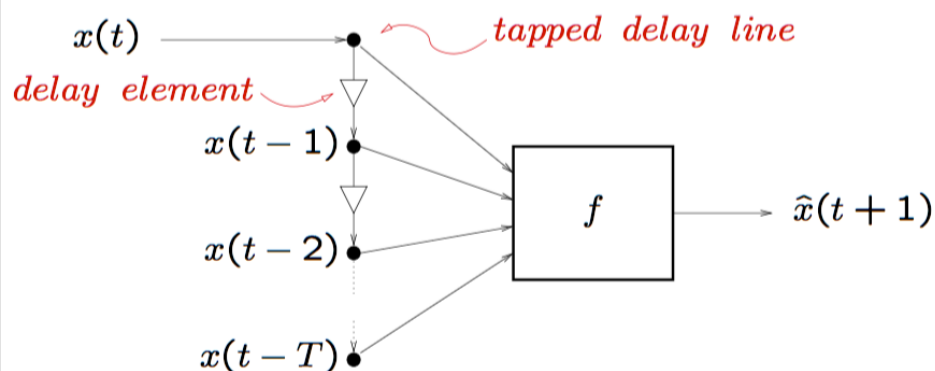 x(t)
tapped delay line
delay element
x(t − 1)
x(t − 2)
f
x̂(t + 1)
x(t − T)